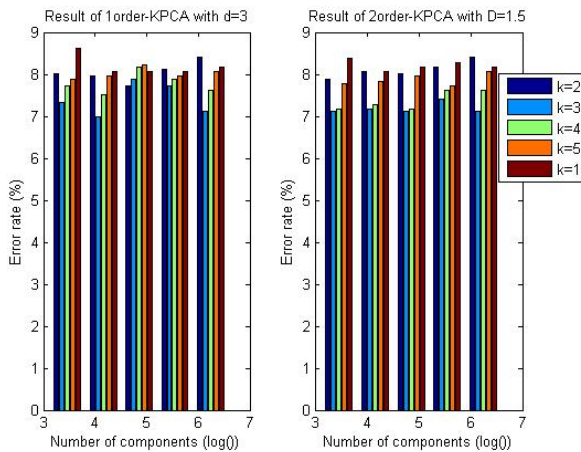 Result of 1order-KPCA with d=3
Result of 2order-KPCA with D=1.5
9
8
7
6
5
4
3
2
1
0
Error rate (%)
3
4
5
6
7
Number of components (log())
9
8
7
6
5
4
3
2
1
0
Error rate (%)
3
4
5
6
7
Number of components (log())
k=2
k=3
k=4
k=5
k=1